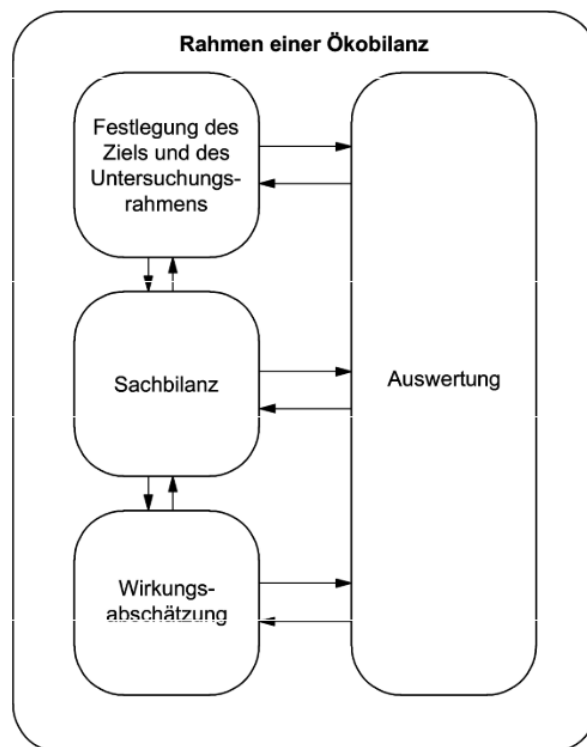 Rahmen einer Ökobilanz
Festlegung des
Ziels und des
Untersuchungs-
rahmens
Sachbilanz
Auswertung
Wirkungs-
abschätzung